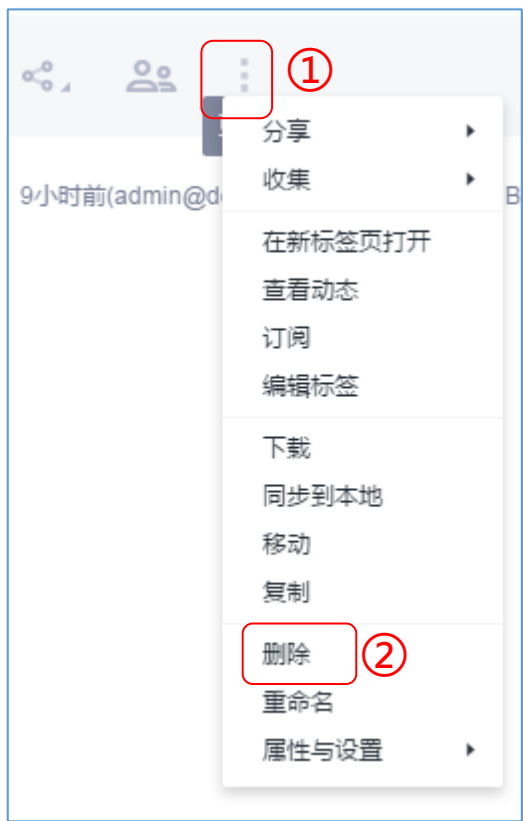 ①
分享
收集
9小时前(admin@d
B
在新标签页打开
查看动态
订阅
编辑标签
下载
同步到本地
移动
复制
删除 ②
重命名
属性与设置